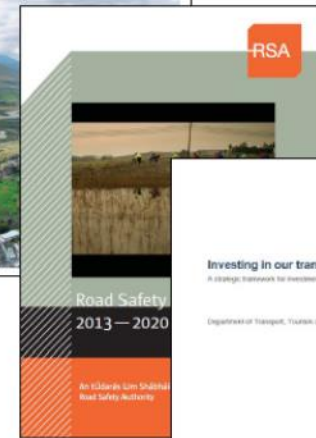 RSA
Road Safety
2013 — 2020
An tÚdarás Um Shábháil
Road Safety Authority
Investing in our tran
A strategic framework for investment
Department of Transport, Tourism